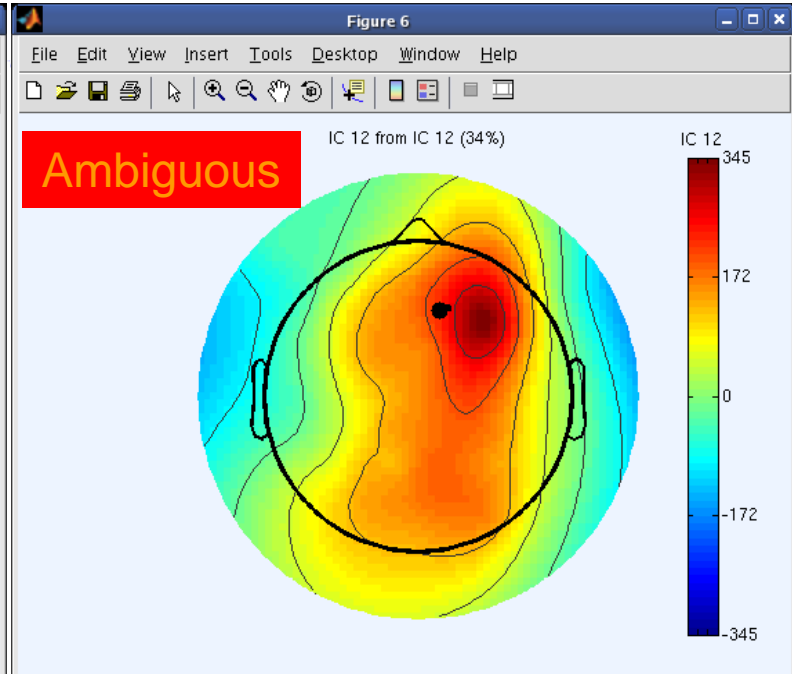 Figure 6
File Edit View Insert Tools Desktop Window Help
IC 12 from IC 12 (34%)
IC 12
Ambiguous
345
172
0
-172
-345